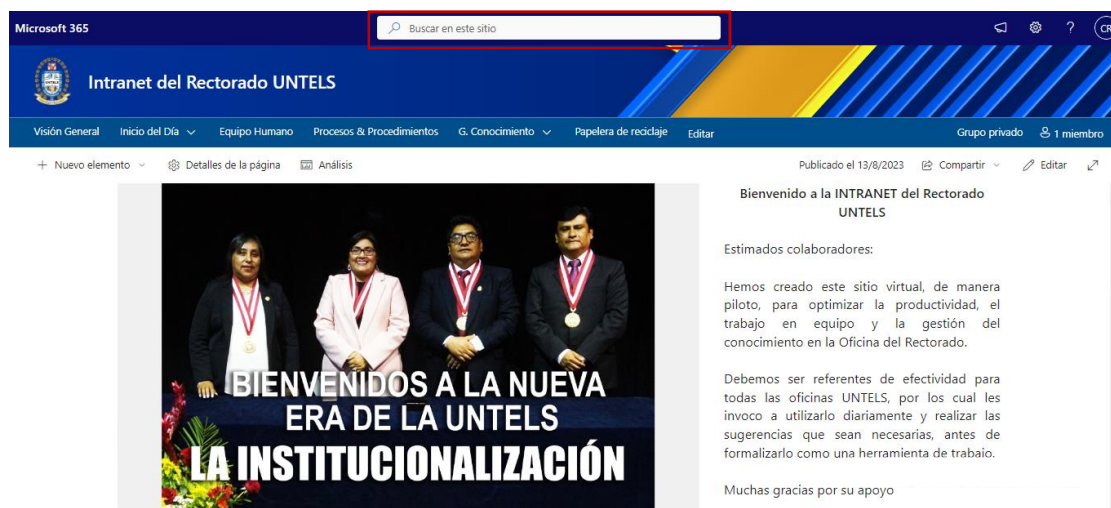 Microsoft 365
Buscar en este sitio
?
CR
Intranet del Rectorado UNTELS
Visión General Inicio del Día Equipo Humano Procesos & Procedimientos G. Conocimiento Papelera de reciclaje Editar Grupo privado 1 miembro
+ Nuevo elemento Detalles de la página Análisis Publicado el 13/8/2023 Compartir Editar
Bienvenido a la INTRANET del Rectorado
UNTELS
Estimados colaboradores:
Hemos creado este sitio virtual, de manera
piloto, para optimizar la productividad, el
trabajo en equipo y la gestión del
conocimiento en la Oficina del Rectorado.
Debemos ser referentes de efectividad para
todas las oficinas UNTELS, por los cual les
invoco a utilizarlo diariamente y realizar las
sugerencias que sean necesarias, antes de
formalizarlo como una herramienta de trabajo.
Muchas gracias por su apoyo
BIENVENIDOS A LA NUEVA
ERA DE LA UNTELS
LA INSTITUCIONALIZACIÓN